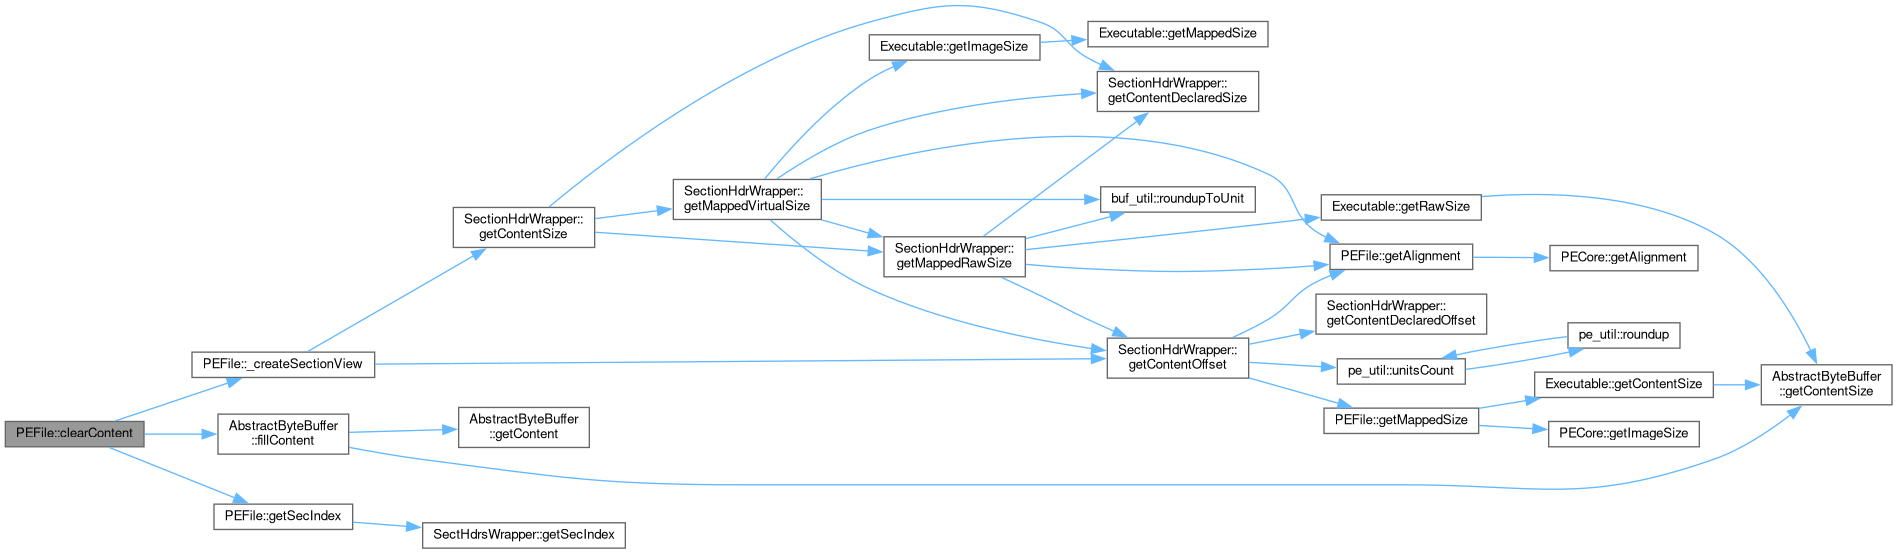 PEFile::clearContent
PEFile::_createSectionView
AbstractByteBuffer
::fillContent
PEFile::getSecIndex
SectionHdrWrapper::
getContentSize
AbstractByteBuffer
::getContent
SectHdrsWrapper::getSecIndex
SectionHdrWrapper::
getMappedVirtualSize
Executable::getImageSize
SectionHdrWrapper::
getMappedRawSize
Executable::getMappedSize
SectionHdrWrapper::
getContentDeclaredSize
buf_util::roundupToUnit
SectionHdrWrapper::
getContentOffset
Executable::getRawSize
PEFile::getAlignment
SectionHdrWrapper::
getContentDeclaredOffset
pe_util::unitsCount
PEFile::getMappedSize
PECore::getAlignment
pe_util::roundup
Executable::getContentSize
PECore::getImageSize
AbstractByteBuffer
::getContentSize